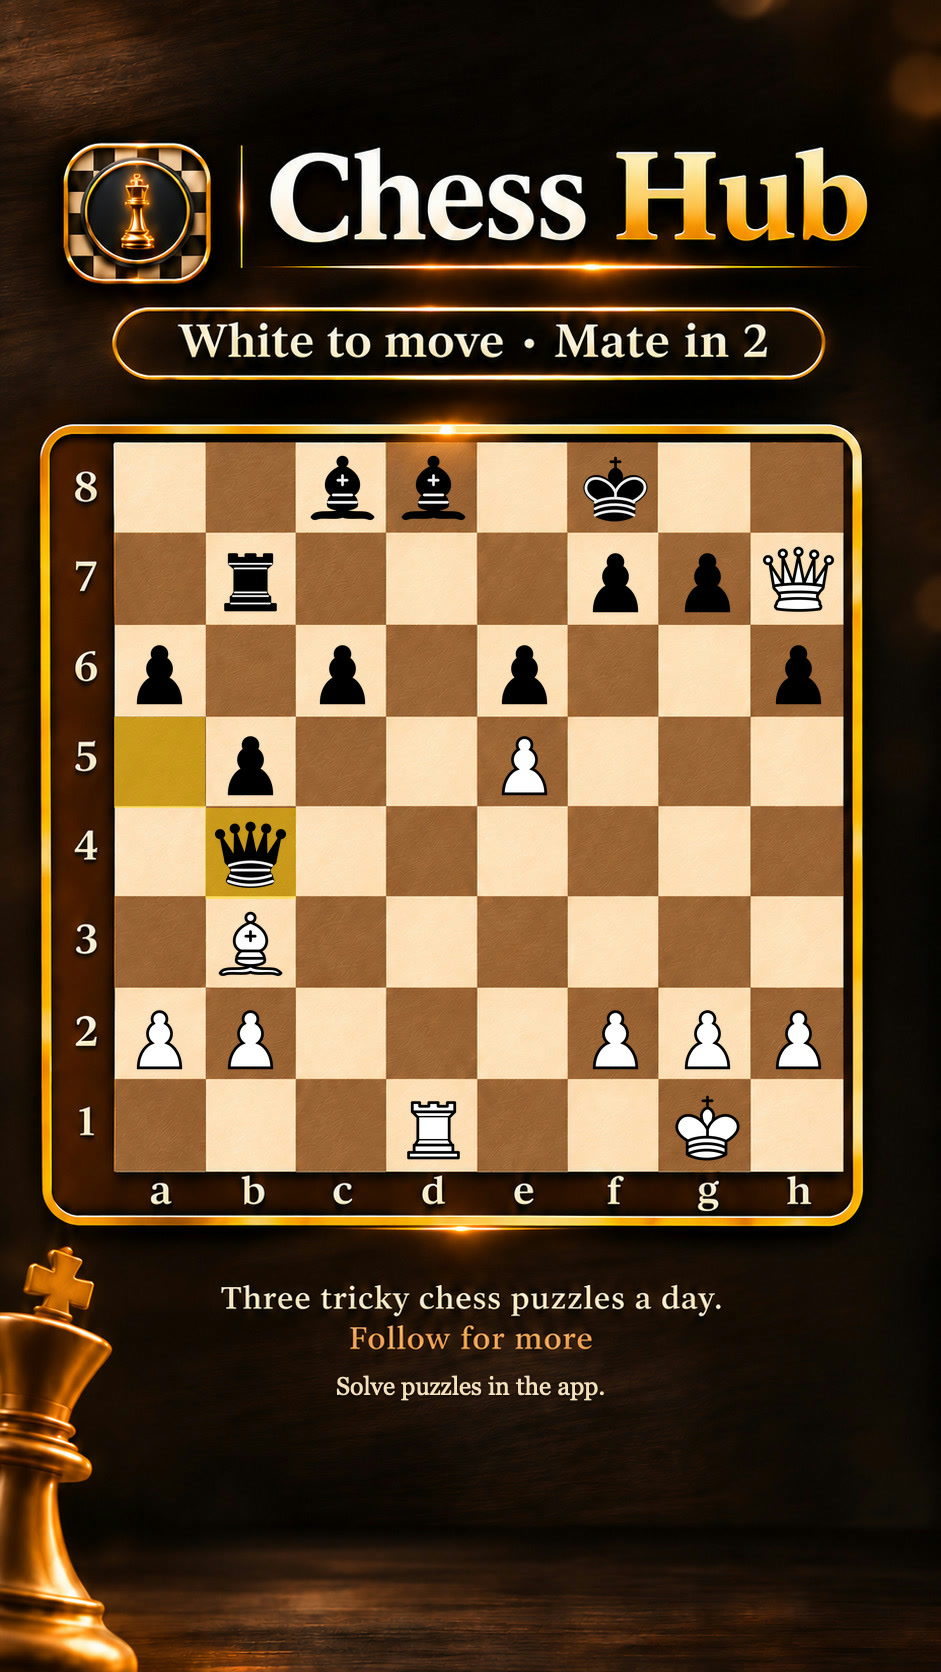 Chess Hub
White to move • Mate in 2
8
7
6
5
4
3
2
1
a b c d e f g h
Three tricky chess puzzles a day.
Follow for more
Solve puzzles in the app.